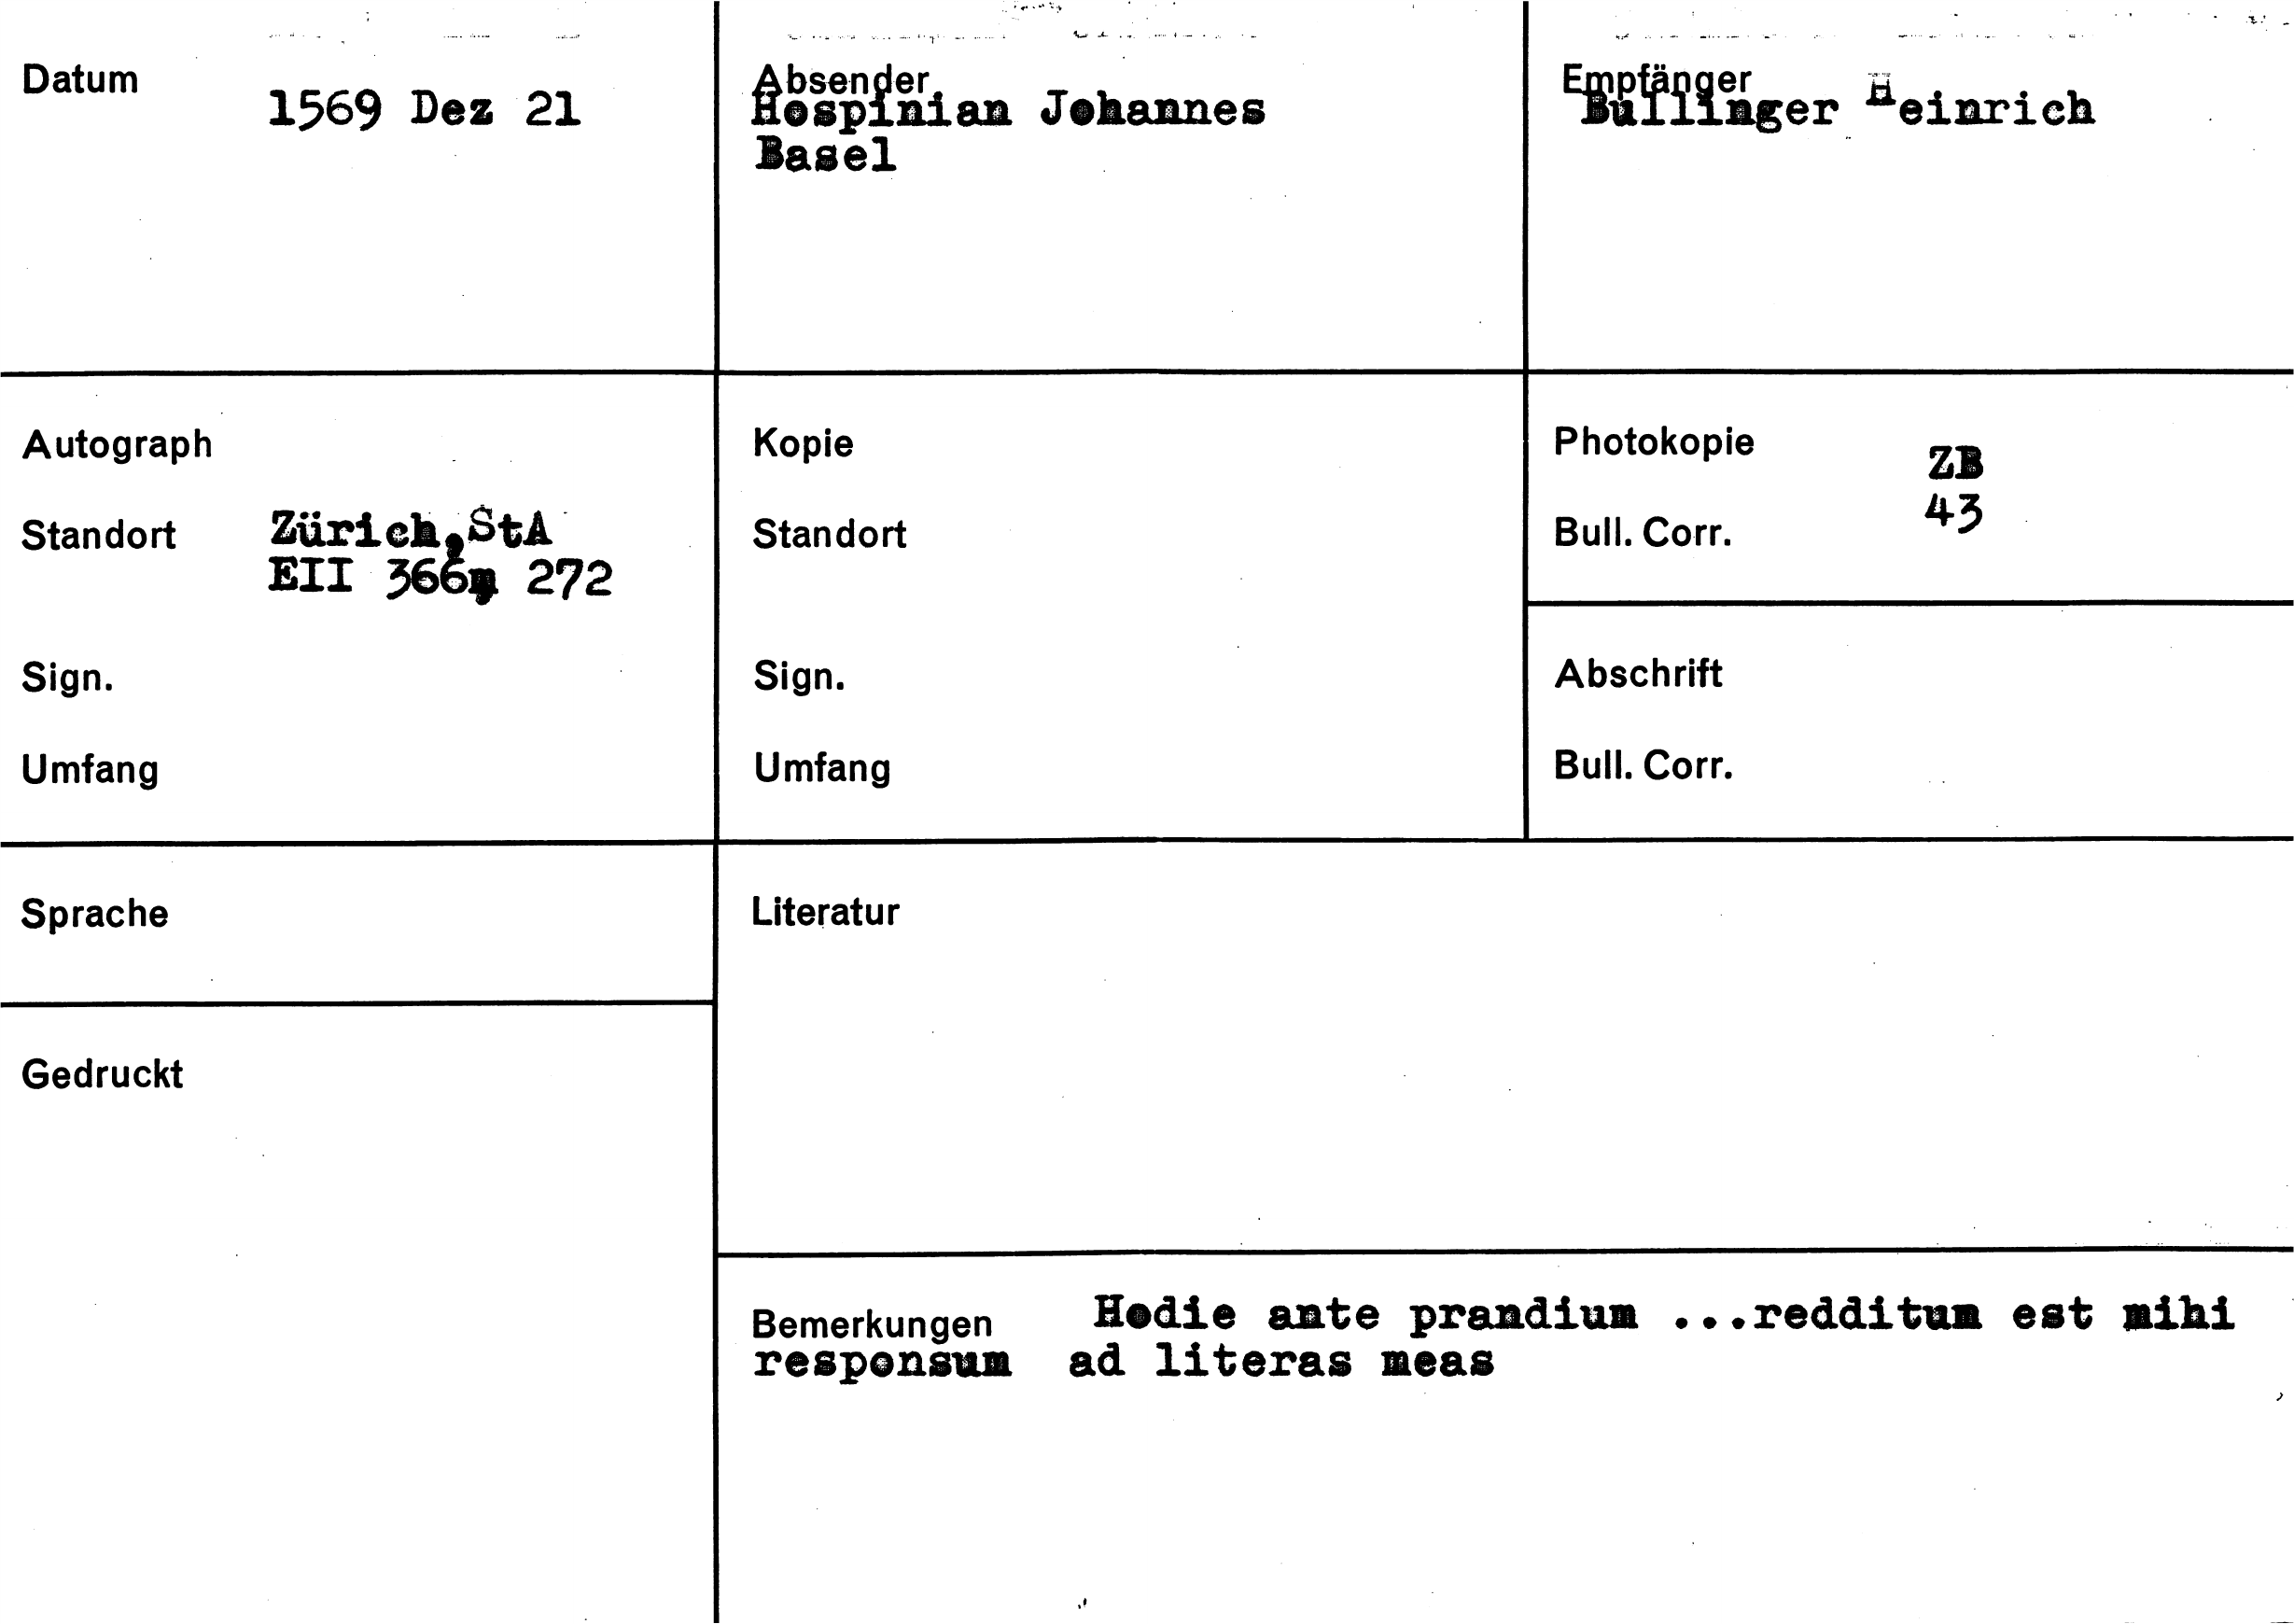 Datum
1569 Dez 21
Absender
Hospinian Johannes
Basel
Empfänger
Bullinger Heinrich
Autograph
Standort Zürich,StA
EII 366, 272
Sign.
Umfang
Kopie
Standort
Sign.
Umfang
Photokopie ZB
Bull. Corr. 43
Abschrift
Bull. Corr.
Sprache
Literatur
Gedruckt
Bemerkungen Hodie ante prandium ...redditum est mihi
responsum ad literas meas